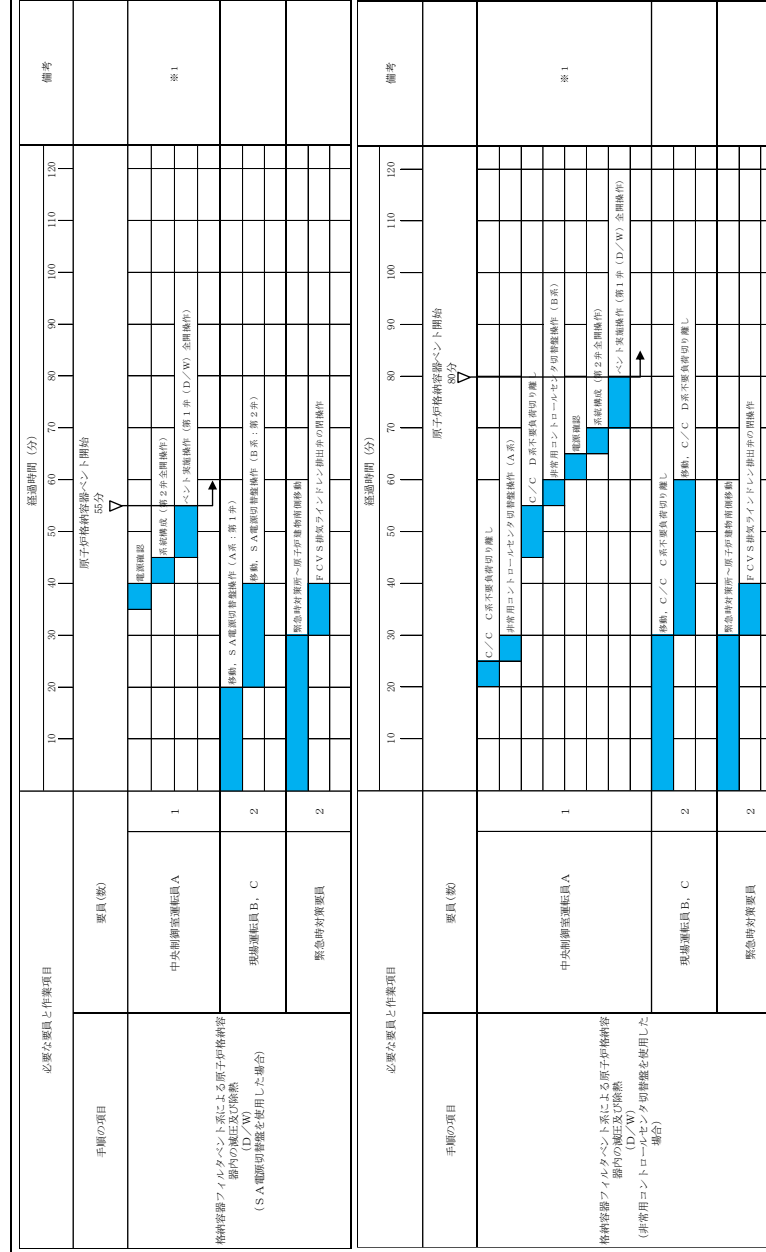 必要な要員と作業項目
経過時間（分）
備考
10
20
30
40
50
60
70
80
90
100
110
120
手順の項目
要員(数)
原子炉格納容器ベント開始
55分
格納容器フィルタベント系による原子炉格納容
器内の減圧及び除熱
（D／W）
（ＳＡ電源切替盤を使用した場合）
中央制御室運転員Ａ
1
電源確認
系統構成（第２弁全開操作）
ベント実施操作（第１弁（D／W）全開操作）
※1
現場運転員Ｂ，Ｃ
2
移動，ＳＡ電源切替盤操作（Ａ系：第１弁）
移動，ＳＡ電源切替盤操作（Ｂ系：第２弁）
緊急時対策要員
2
緊急時対策所～原子炉建物南側移動
ＦＣＶＳ排気ラインドレン排出弁の閉操作
必要な要員と作業項目
経過時間（分）
備考
10
20
30
40
50
60
70
80
90
100
110
120
手順の項目
要員(数)
原子炉格納容器ベント開始
80分
格納容器フィルタベント系による原子炉格納容
器内の減圧及び除熱
（D／W）
（非常用コントロールセンタ切替盤を使用した
場合）
中央制御室運転員Ａ
1
Ｃ／Ｃ　Ｃ系不要負荷切り離し
非常用コントロールセンタ切替盤操作（Ａ系）
Ｃ／Ｃ　Ｄ系不要負荷切り離し
非常用コントロールセンタ切替盤操作（Ｂ系）
電源確認
系統構成（第２弁全開操作）
ベント実施操作（第１弁（D／W）全開操作）
※1
現場運転員Ｂ，Ｃ
2
移動，Ｃ／Ｃ　Ｃ系不要負荷切り離し
移動，Ｃ／Ｃ　Ｄ系不要負荷切り離し
緊急時対策要員
2
緊急時対策所～原子炉建物南側移動
ＦＣＶＳ排気ラインドレン排出弁の閉操作